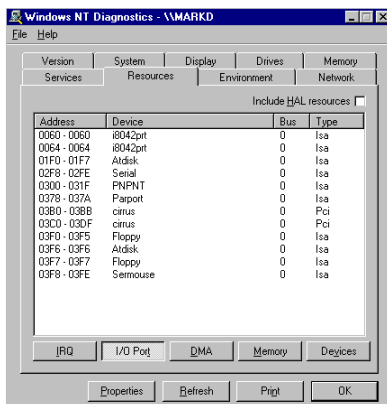 Windows NT Diagnostics - \\MARKD
File Help
Version System Display Drives Memory
Services Resources Environment Network
Include HAL resources
Address Device Bus Type
0060 - 0060 i8042prt 0 Isa
0064 - 0064 i8042prt 0 Isa
01F0 - 01F7 Atdisk 0 Isa
02F8 - 02FE Serial 0 Isa
0300 - 031F PNPNT 0 Isa
0378 - 037A Parport 0 Isa
03B0 - 03BB cirrus 0 Pci
03C0 - 03DF cirrus 0 Pci
03F0 - 03F5 Floppy 0 Isa
03F6 - 03F6 Atdisk 0 Isa
03F7 - 03F7 Floppy 0 Isa
03F8 - 03FE Sermouse 0 Isa
IRQ I/O Port DMA Memory Devices
Properties Refresh Print OK